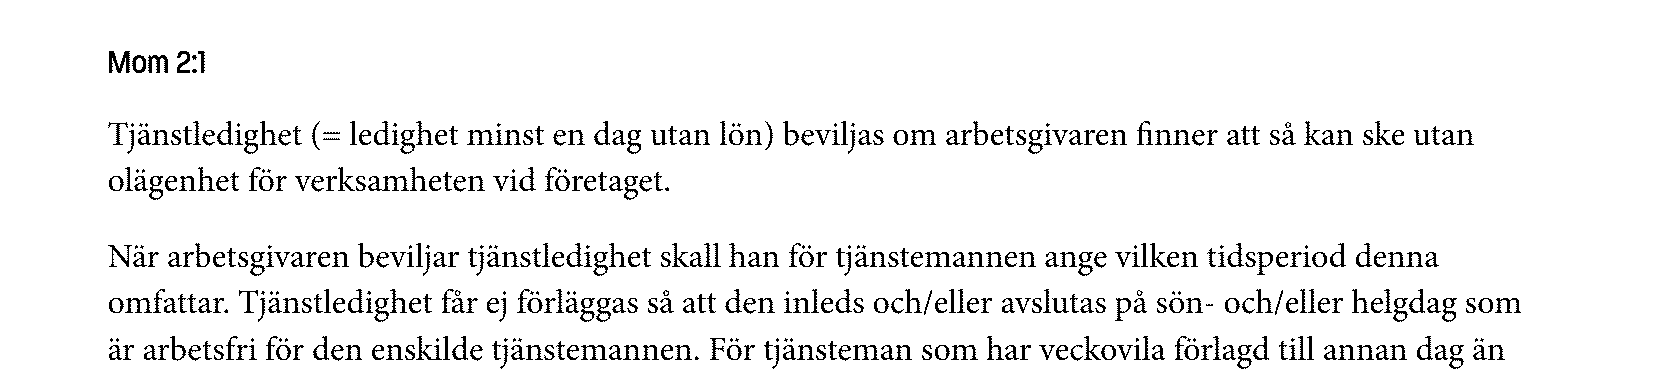 Mom 2:1
Tjänstledighet (= ledighet minst en dag utan lön) beviljas om arbetsgivaren finner att så kan ske utan
olägenhet för verksamheten vid företaget.
När arbetsgivaren beviljar tjänstledighet skall han för tjänstemannen ange vilken tidsperiod denna
omfattar. Tjänstledighet får ej förläggas så att den inleds och/eller avslutas på sön- och/eller helgdag som
är arbetsfri för den enskilde tjänstemannen. För tjänsteman som har veckovila förlagd till annan dag än